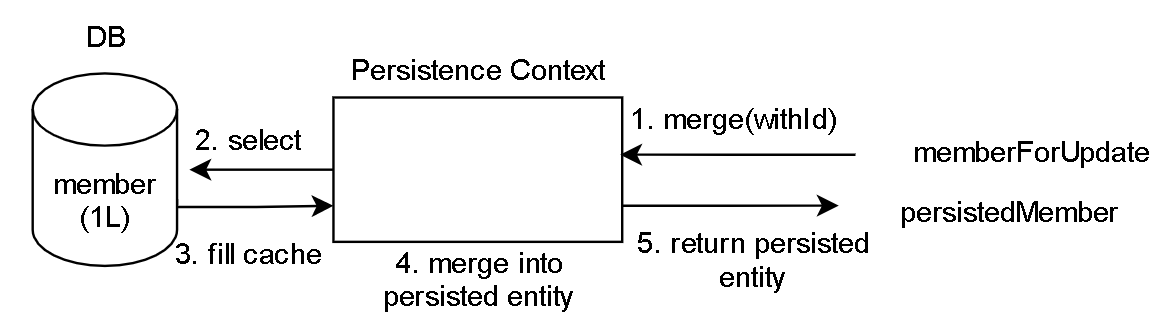 DB
Persistence Context
1. merge(withId)
2. select
memberForUpdate
member
(1L)
persistedMember
3. fill cache
4. merge into
persisted entity
5. return persisted
entity